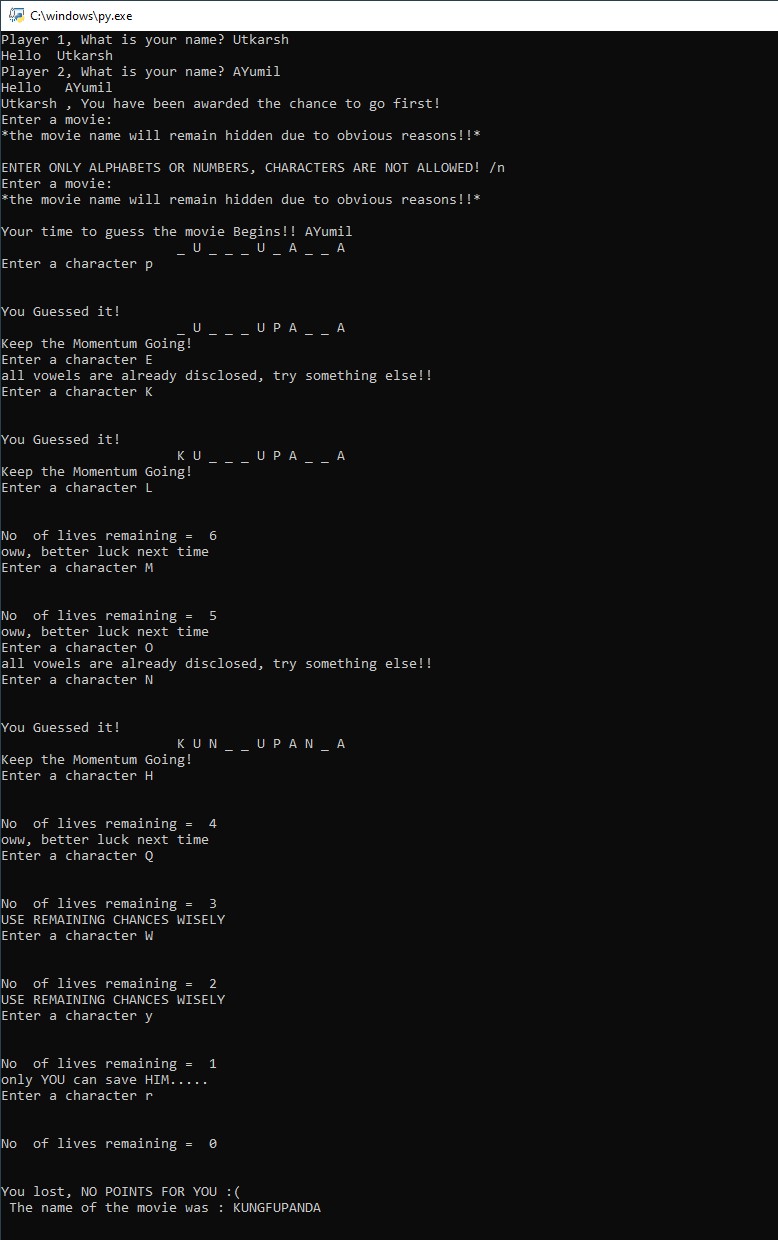 C:\windows\py.exe
Player 1, What is your name? Utkarsh
Hello  Utkarsh
Player 2, What is your name? AYumil
Hello   AYumil
Utkarsh , You have been awarded the chance to go first!
Enter a movie:
*the movie name will remain hidden due to obvious reasons!!*
ENTER ONLY ALPHABETS OR NUMBERS, CHARACTERS ARE NOT ALLOWED! /n
Enter a movie:
*the movie name will remain hidden due to obvious reasons!!*
Your time to guess the movie Begins!! AYumil
_ U _ _ _ U _ A _ _ A
Enter a character p
You Guessed it!
_ U _ _ _ U P A _ _ A
Keep the Momentum Going!
Enter a character E
all vowels are already disclosed, try something else!!
Enter a character K
You Guessed it!
K U _ _ _ U P A _ _ A
Keep the Momentum Going!
Enter a character L
No  of lives remaining =  6
oww, better luck next time
Enter a character M
No  of lives remaining =  5
oww, better luck next time
Enter a character O
all vowels are already disclosed, try something else!!
Enter a character N
You Guessed it!
K U N _ _ U P A N _ A
Keep the Momentum Going!
Enter a character H
No  of lives remaining =  4
oww, better luck next time
Enter a character Q
No  of lives remaining =  3
USE REMAINING CHANCES WISELY
Enter a character W
No  of lives remaining =  2
USE REMAINING CHANCES WISELY
Enter a character y
No  of lives remaining =  1
only YOU can save HIM.....
Enter a character r
No  of lives remaining =  0
You lost, NO POINTS FOR YOU :(
The name of the movie was : KUNGFUPANDA